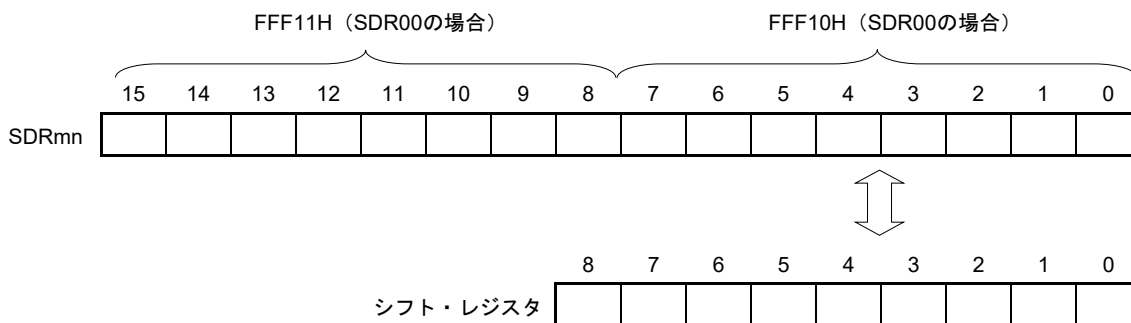 FFF11H（SDR00の場合） FFF10H（SDR00の場合）
15 14 13 12 11 10 9 8 7 6 5 4 3 2 1 0
SDRmn
8 7 6 5 4 3 2 1 0
シフト・レジスタ